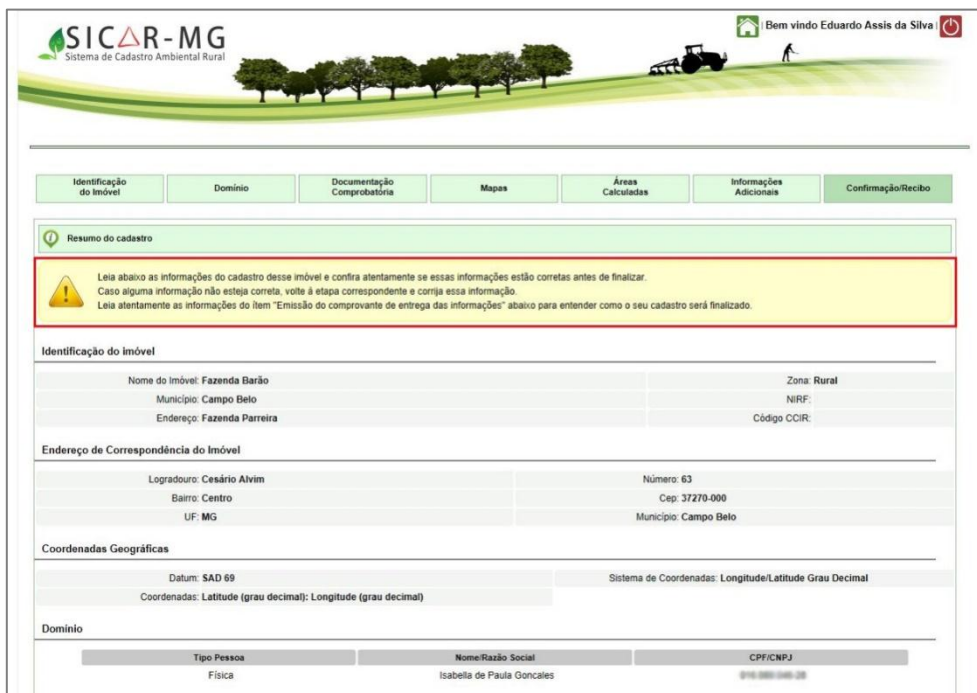 SICAR-MG
Sistema de Cadastro Ambiental Rural
| Bem vindo Eduardo Assis da Silva |
Identificação do Imóvel
Domínio
Documentação Comprobatória
Mapas
Áreas Calculadas
Informações Adicionais
Confirmação/Recibo
Resumo do cadastro
Leia abaixo as informações do cadastro desse imóvel e confira atentamente se essas informações estão corretas antes de finalizar.
Caso alguma informação não esteja correta, volte à etapa correspondente e corrija essa informação.
Leia atentamente as informações do ítem "Emissão do comprovante de entrega das informações" abaixo para entender como o seu cadastro será finalizado.
Identificação do imóvel
Nome do Imóvel: Fazenda Barão Zona: Rural
Município: Campo Belo NIRF:
Endereço: Fazenda Parreira Código CCIR:
Endereço de Correspondência do Imóvel
Logradouro: Cesário Alvim Número: 63
Bairro: Centro Cep: 37270-000
UF: MG Município: Campo Belo
Coordenadas Geográficas
Datum: SAD 69 Sistema de Coordenadas: Longitude/Latitude Grau Decimal
Coordenadas: Latitude (grau decimal): Longitude (grau decimal)
Domínio
Tipo Pessoa Nome/Razão Social CPF/CNPJ
Física Isabella de Paula Goncales